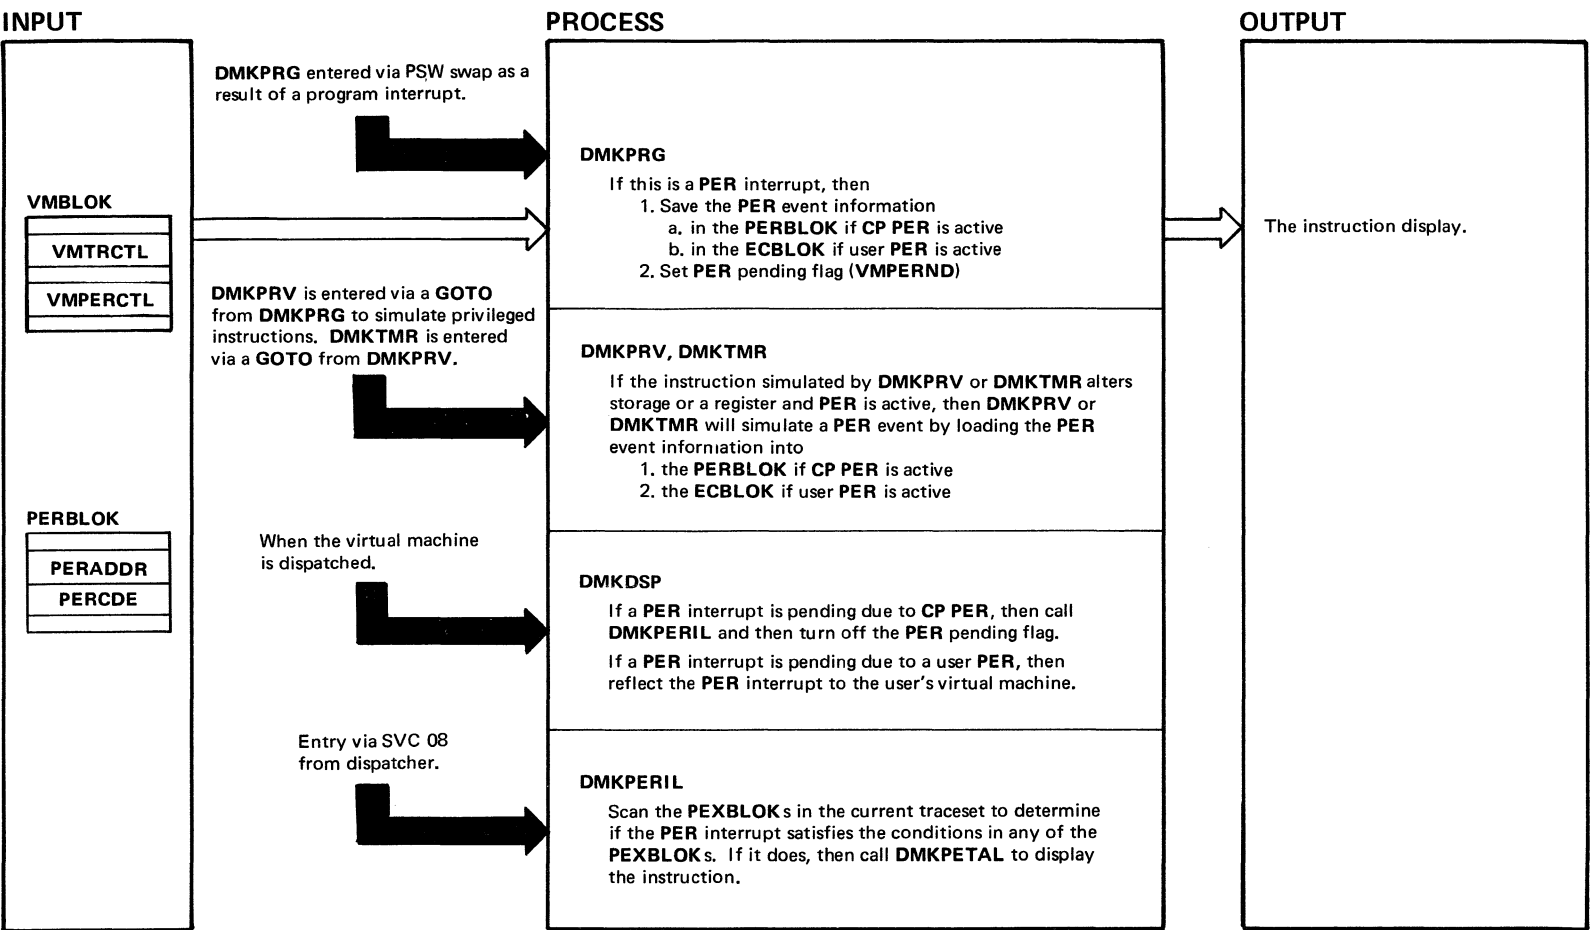 INPUT
PROCESS
OUTPUT
VMBLOK
VMTRCTL
VMPERCTL
PERBLOK
PERADDR
PERCDE
DMKPRG entered via PSW swap as a
result of a program interrupt.
DMKPRV is entered via a GOTO
from DMKPRG to simulate privileged
instructions. DMKTMR is entered
via a GOTO from DMKPRV.
When the virtual machine
is dispatched.
Entry via SVC 08
from dispatcher.
DMKPRG
If this is a PER interrupt, then
1. Save the PER event information
a. in the PERBLOK if CP PER is active
b. in the ECBLOK if user PER is active
2. Set PER pending flag (VMPERND)
DMKPRV, DMKTMR
If the instruction simulated by DMKPRV or DMKTMR alters
storage or a register and PER is active, then DMKPRV or
DMKTMR will simulate a PER event by loading the PER
event information into
1. the PERBLOK if CP PER is active
2. the ECBLOK if user PER is active
DMKDSP
If a PER interrupt is pending due to CP PER, then call
DMKPERIL and then turn off the PER pending flag.
If a PER interrupt is pending due to a user PER, then
reflect the PER interrupt to the user's virtual machine.
DMKPERIL
Scan the PEXBLOKs in the current traceset to determine
if the PER interrupt satisfies the conditions in any of the
PEXBLOKs. If it does, then call DMKPETAL to display
the instruction.
The instruction display.